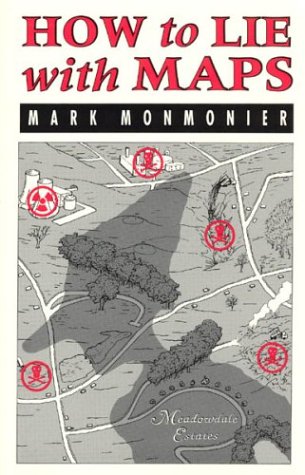 HOW to LIE
with MAPS
MARK MONMONIER
Meadowdale
Estates